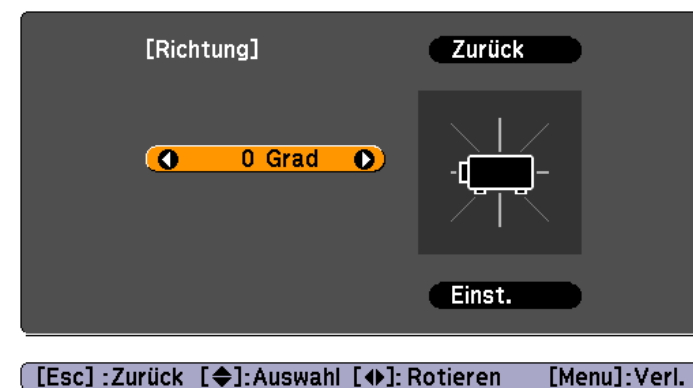 [Richtung]
Zurück
0 Grad
Einst.
[Esc] :Zurück [◆]:Auswahl [◆]: Rotieren [Menu]:Verl.